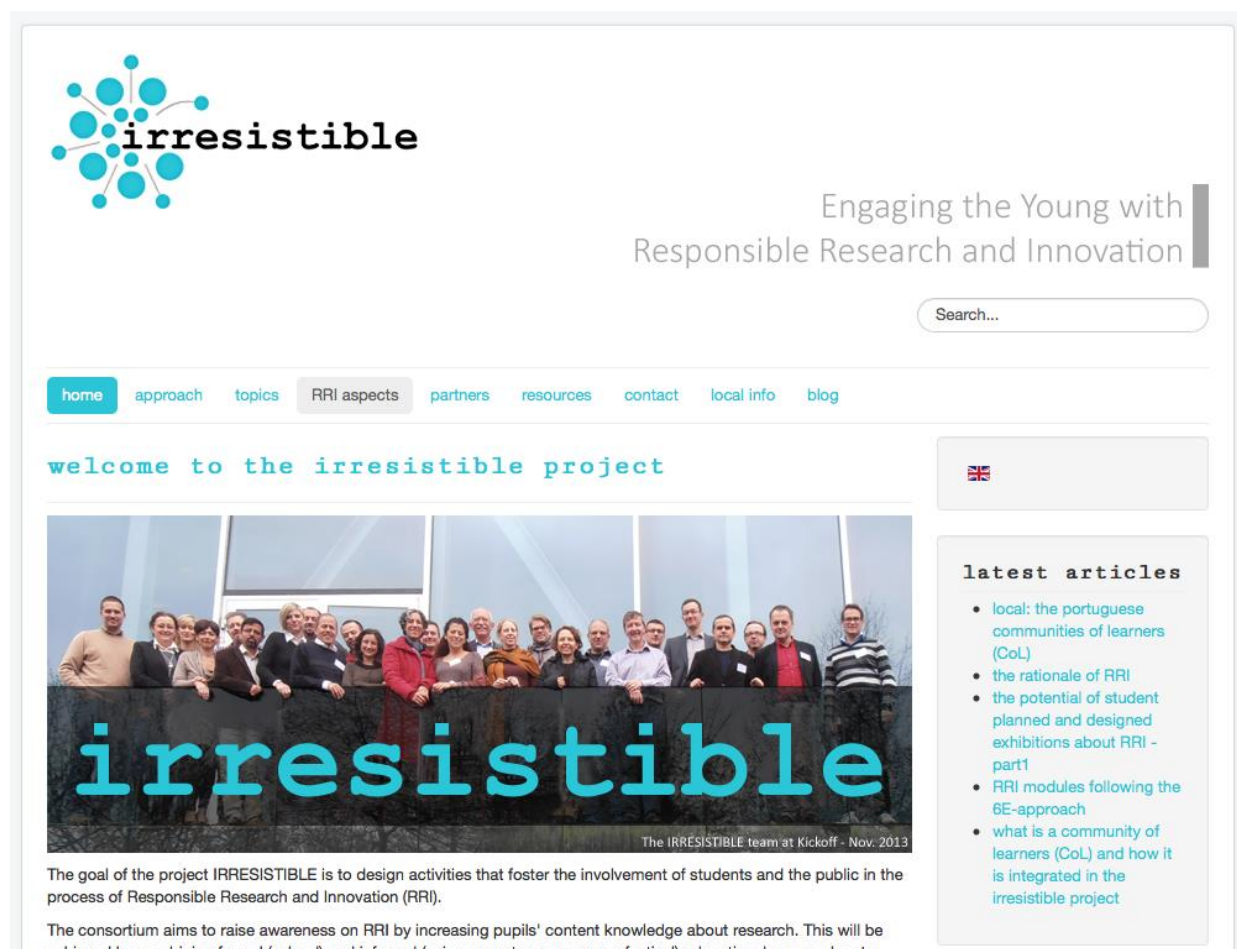 irresistible
Engaging the Young with
Responsible Research and Innovation
Search...
home approach topics RRI aspects partners resources contact local info blog
welcome to the irresistible project
irresistible
The IRRESISTIBLE team at Kickoff - Nov. 2013
The goal of the project IRRESISTIBLE is to design activities that foster the involvement of students and the public in the
process of Responsible Research and Innovation (RRI).
The consortium aims to raise awareness on RRI by increasing pupils' content knowledge about research. This will be
latest articles
local: the portuguese
communities of learners
(CoL)
the rationale of RRI
the potential of student
planned and designed
exhibitions about RRI -
part1
RRI modules following the
6E-approach
what is a community of
learners (CoL) and how it
is integrated in the
irresistible project